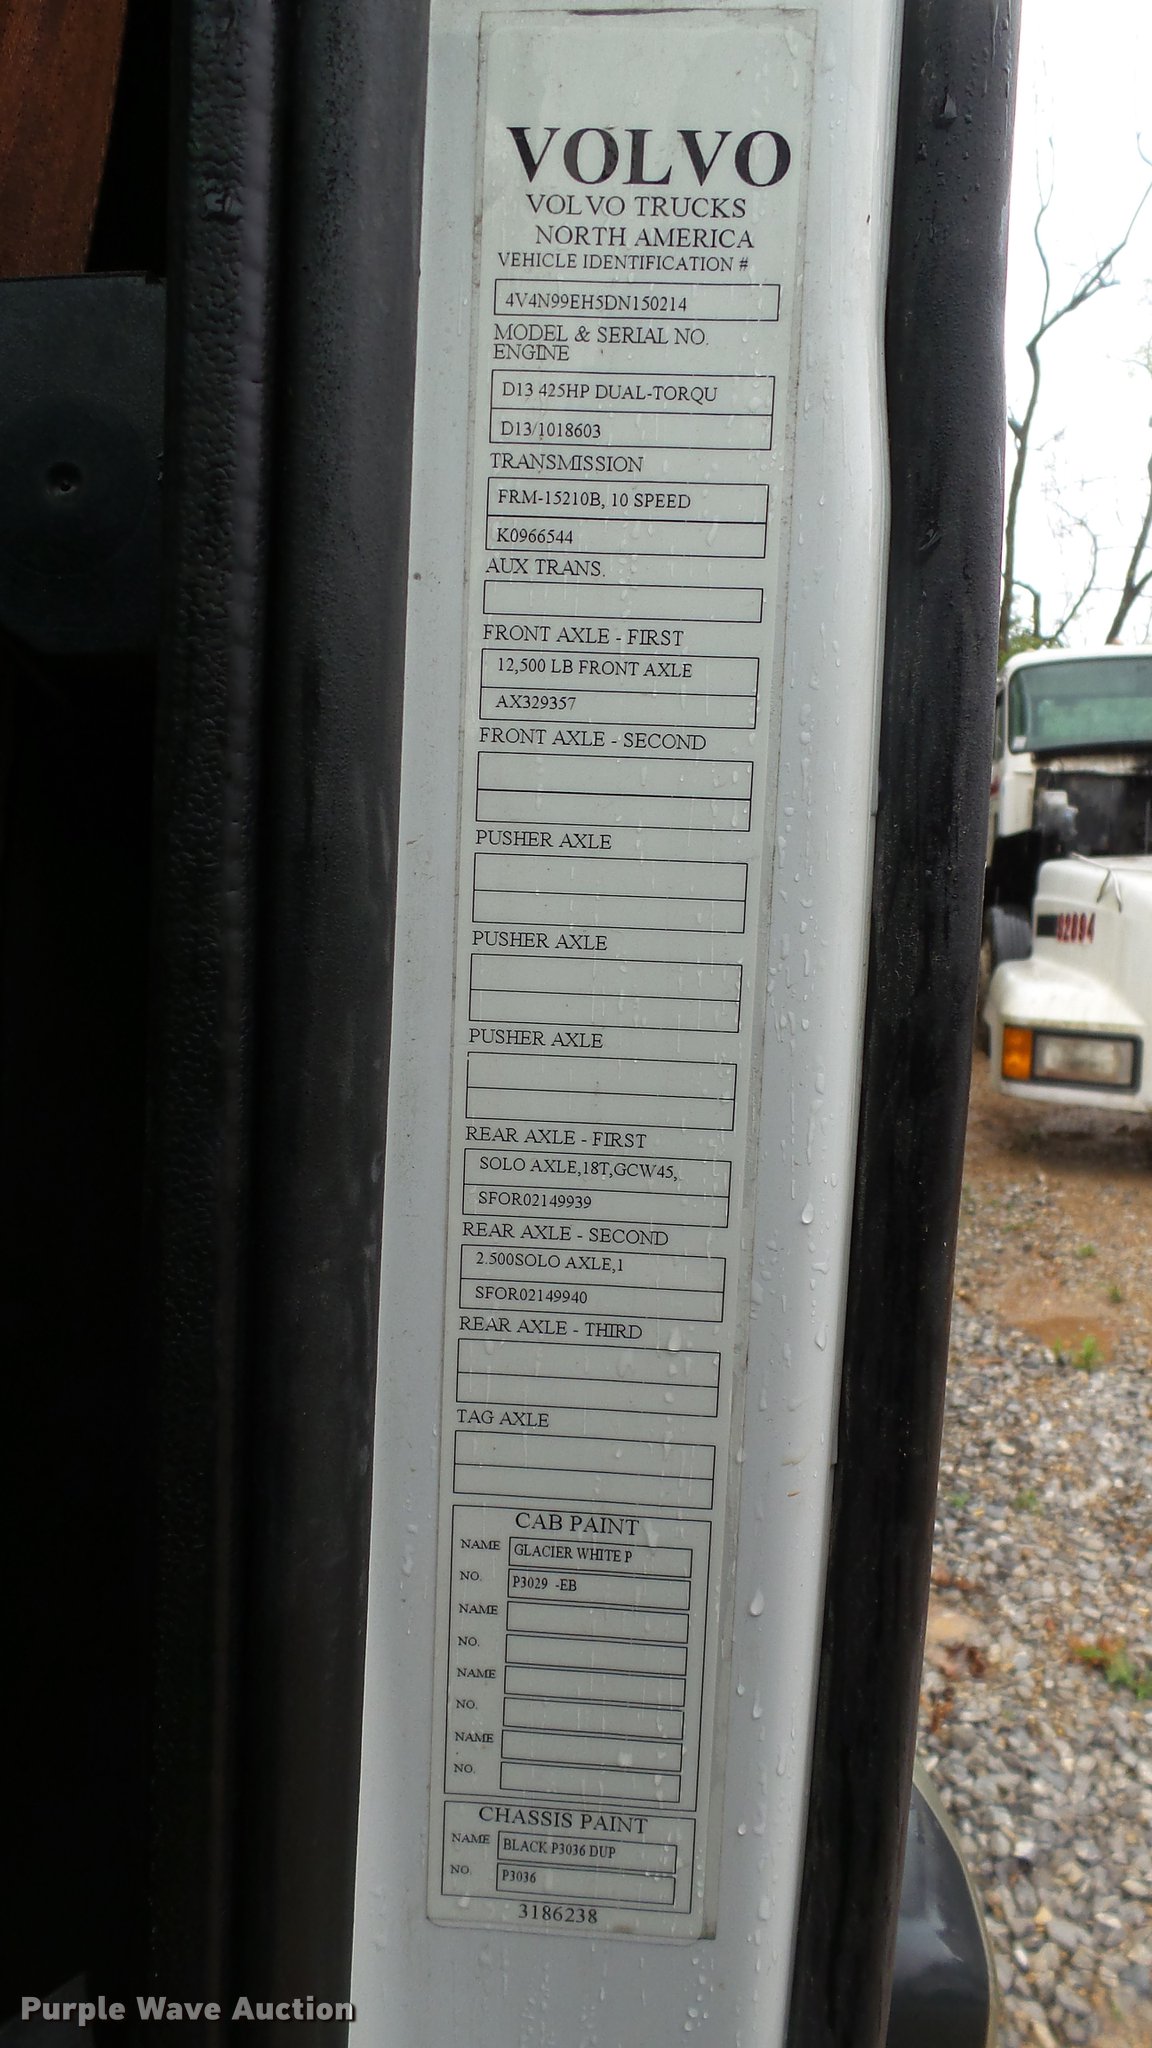 VOLVO
VOLVO TRUCKS
NORTH AMERICA
VEHICLE IDENTIFICATION #
4V4N99EH5DN150214
MODEL & SERIAL NO.
ENGINE
D13 425HP DUAL-TORQU
D13/1018603
TRANSMISSION
FRM-15210B, 10 SPEED
K0966544
AUX TRANS.
FRONT AXLE - FIRST
12,500 LB FRONT AXLE
AX329357
FRONT AXLE - SECOND
PUSHER AXLE
PUSHER AXLE
PUSHER AXLE
REAR AXLE - FIRST
SOLO AXLE,18T,GCW45,
SFOR02149939
REAR AXLE - SECOND
2.500SOLO AXLE,1
SFOR02149940
REAR AXLE - THIRD
TAG AXLE
CAB PAINT
NAME GLACIER WHITE P
NO. P3029 -EB
NAME
NO.
NAME
NO.
NAME
NO.
CHASSIS PAINT
NAME BLACK P3036 DUP
NO. P3036
3186238
Purple Wave Auction